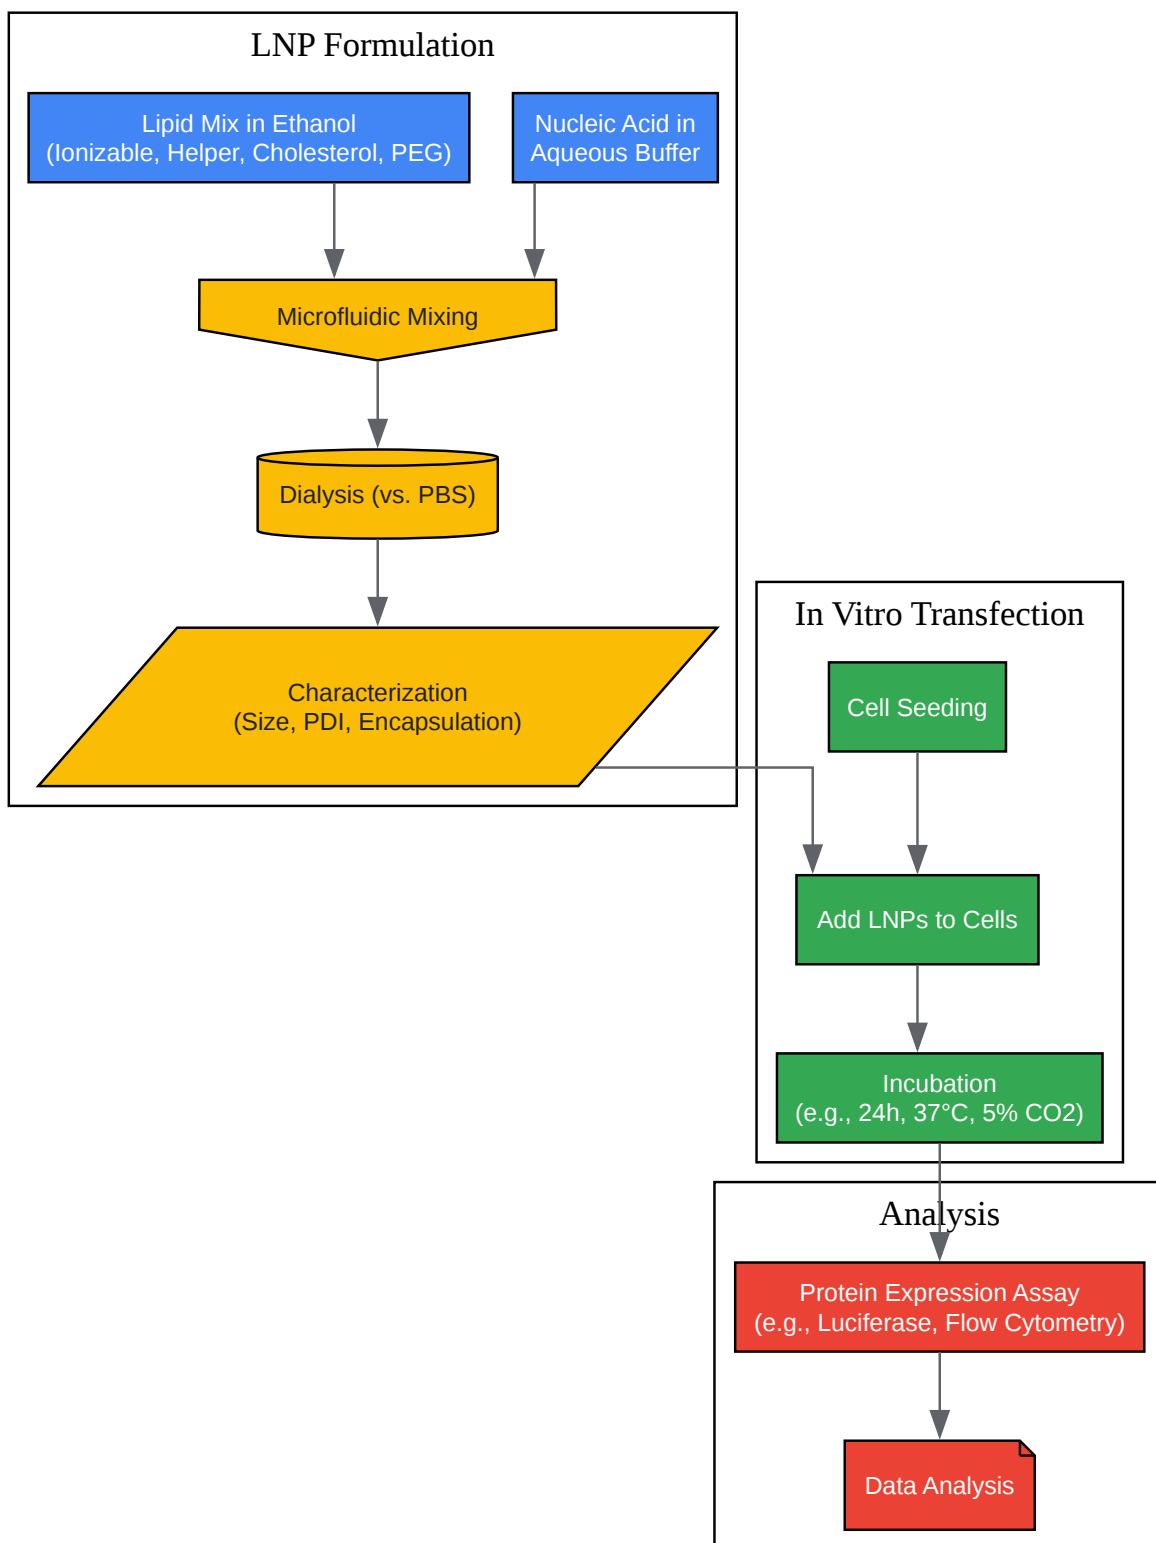 LNP Formulation
Lipid Mix in Ethanol
(Ionizable, Helper, Cholesterol, PEG)
Nucleic Acid in
Aqueous Buffer
Microfluidic Mixing
Dialysis (vs. PBS)
Characterization
(Size, PDI, Encapsulation)
In Vitro Transfection
Cell Seeding
Add LNPs to Cells
Incubation
(e.g., 24h, 37°C, 5% CO2)
Analysis
Protein Expression Assay
(e.g., Luciferase, Flow Cytometry)
Data Analysis